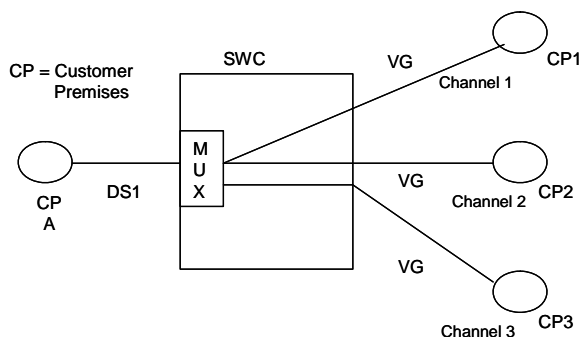 SWC
VG
CP1
CP = Customer
Premises
Channel 1
M
U
X
DS1
CP
A
VG
CP2
Channel 2
VG
CP3
Channel 3